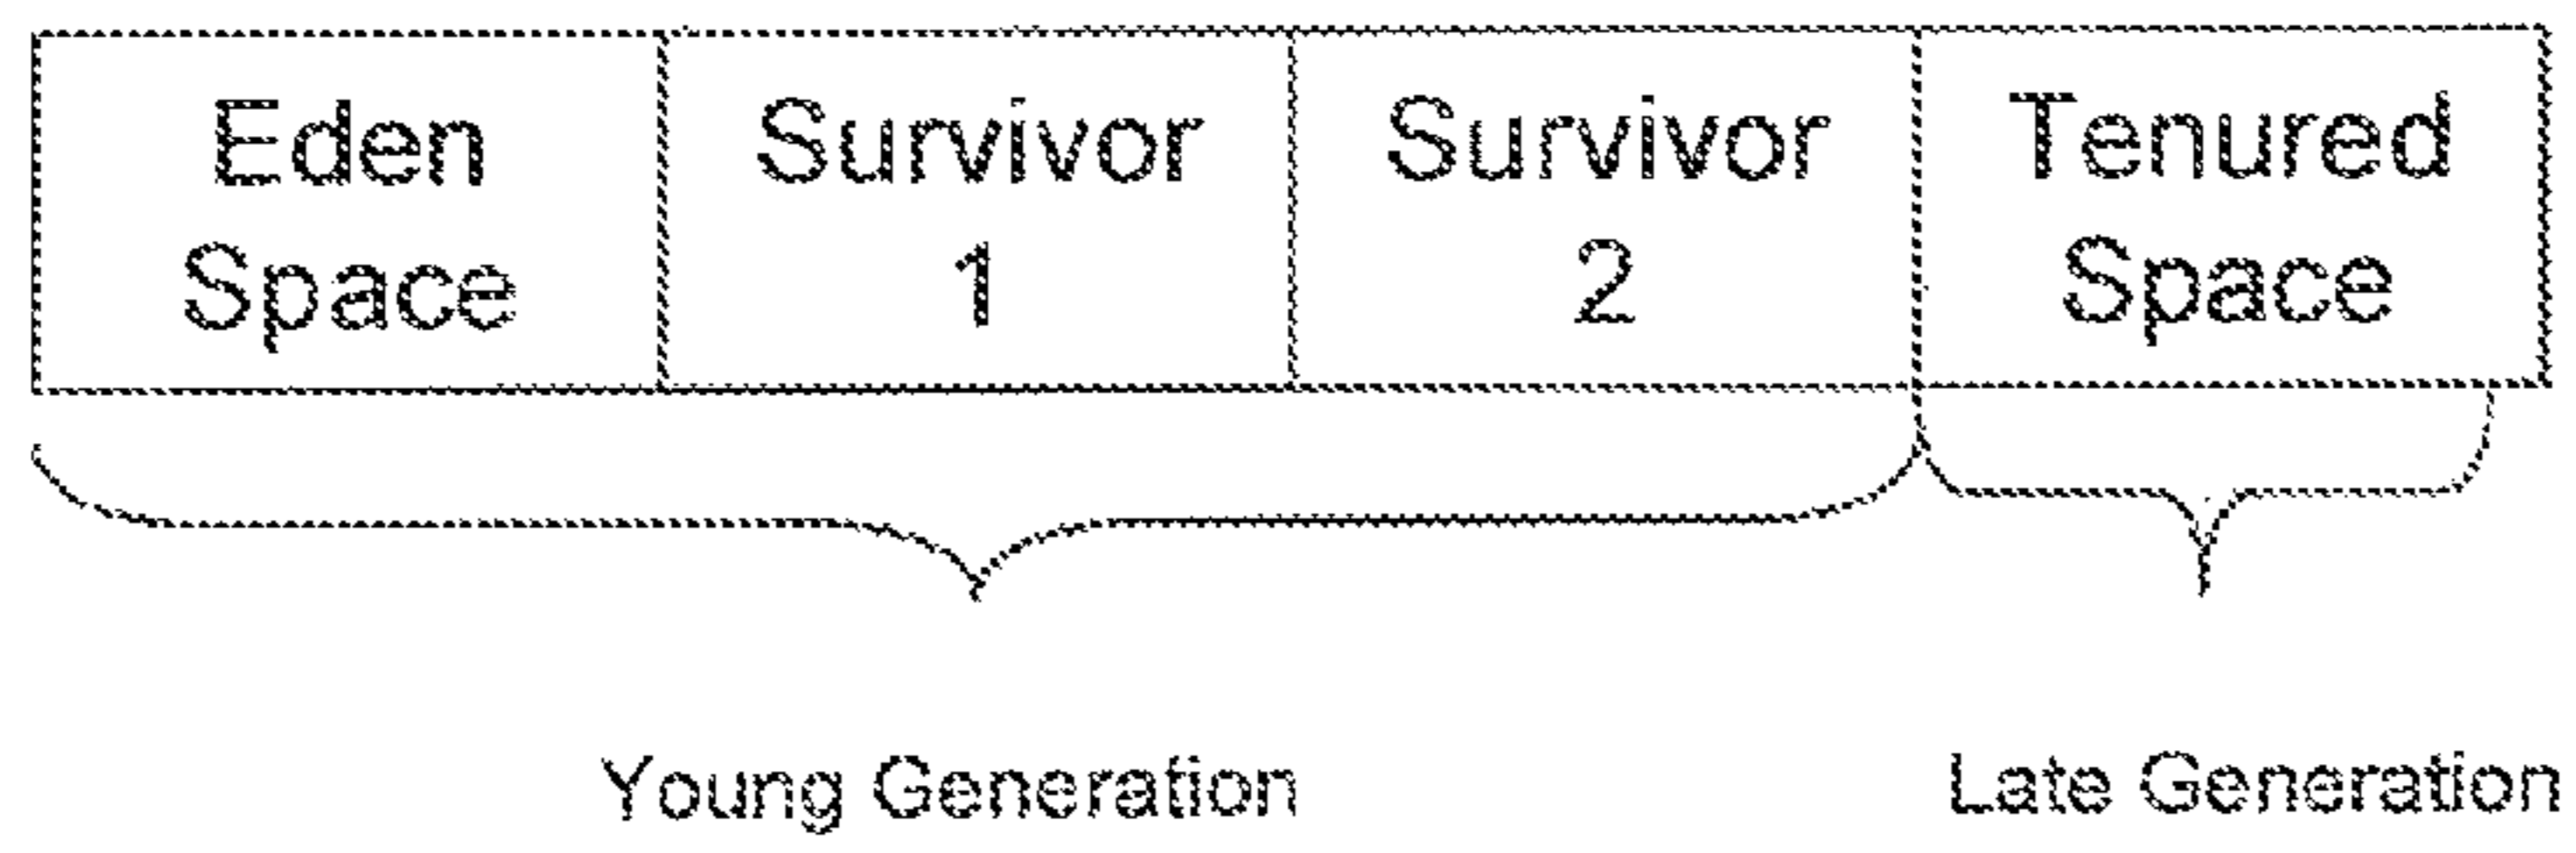 Eden Space
Survivor 1
Survivor 2
Tenured Space
Young Generation
Late Generation